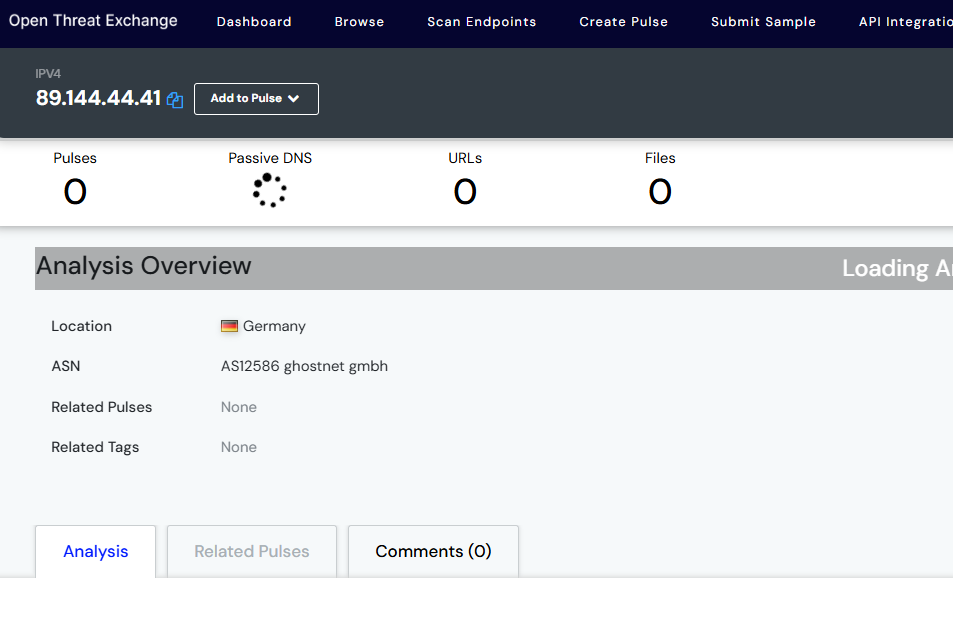 Open Threat Exchange Dashboard Browse Scan Endpoints Create Pulse Submit Sample API Integratio
IPV4
89.144.44.41 Add to Pulse
Pulses Passive DNS URLs Files
0 0 0
Analysis Overview Loading A
Location Germany
ASN AS12586 ghostnet gmbh
Related Pulses None
Related Tags None
Analysis Related Pulses Comments (0)